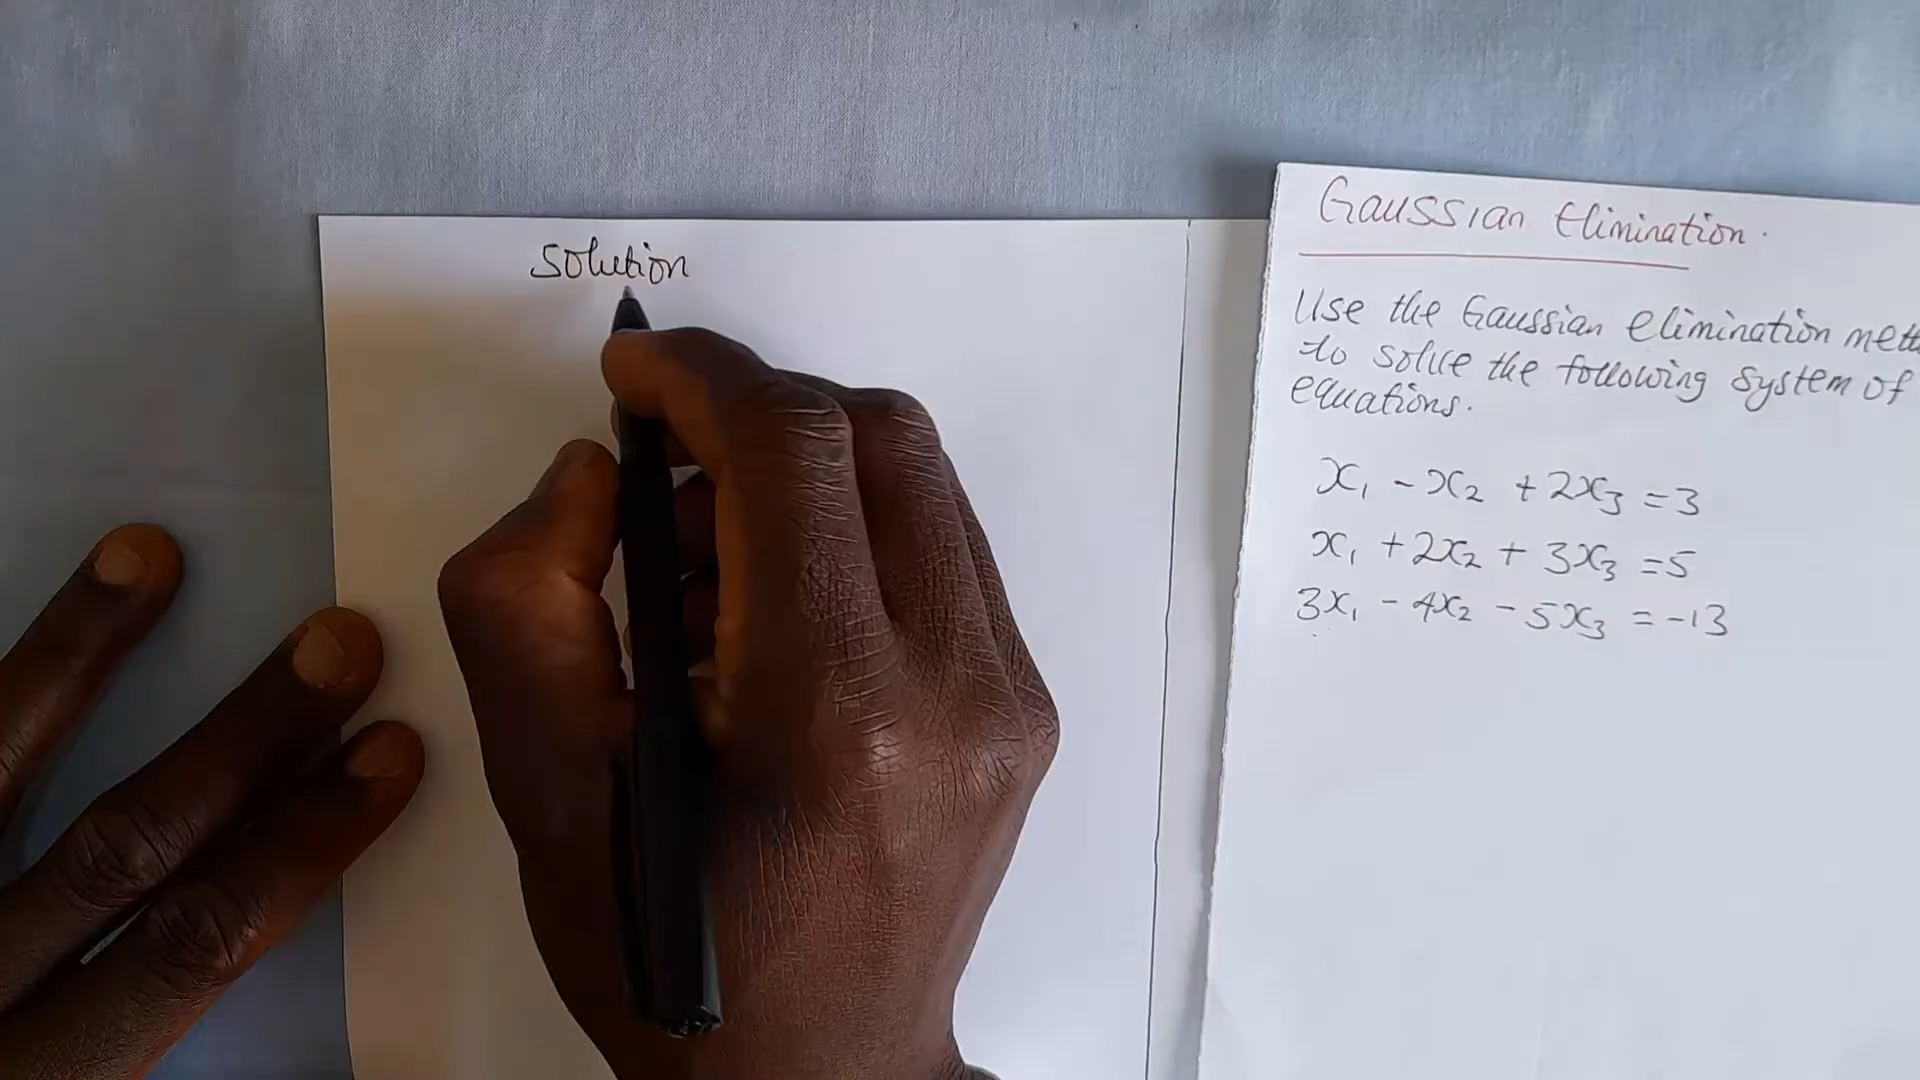 Solution
Gaussian Elimination.
Use the Gaussian elimination
to solve the following system of
equations.
x₁ - x₂ + 2x₃ = 3
x₁ + 2x₂ + 3x₃ = 5
3x₁ - 4x₂ - 5x₃ = -13